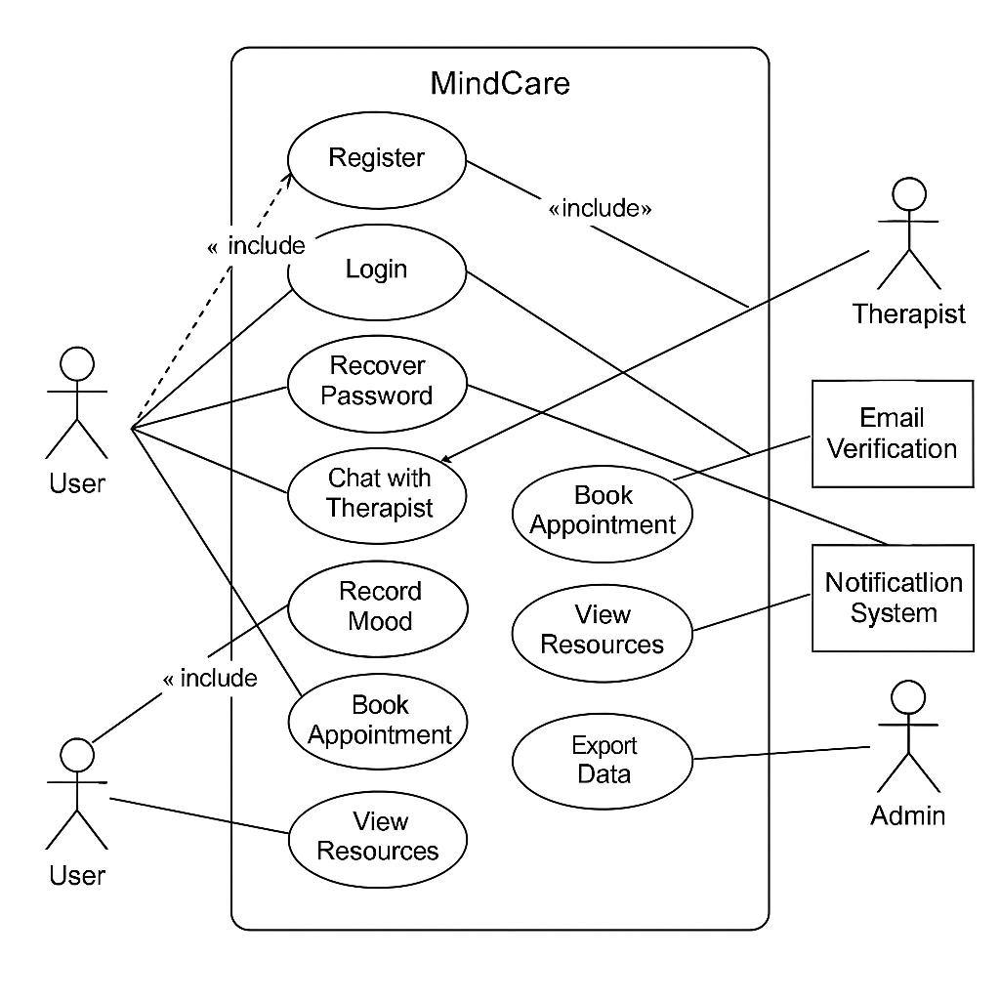 MindCare
Register
«include»
« include
Login
Therapist
Recover
Password
Email
Verification
User
Chat with
Therapist
Book
Appointment
Record
Mood
Notificatlion
System
View
Resources
« include
Book
Appointment
Export
Data
Admin
View
Resources
User